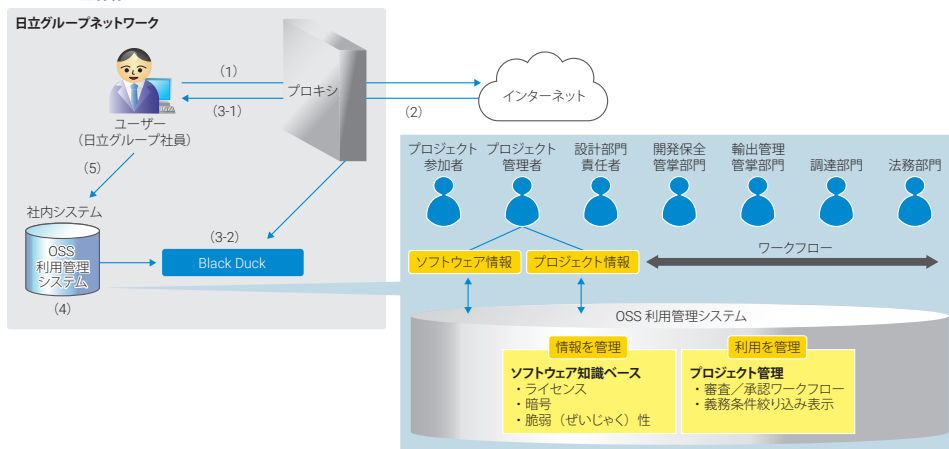 日立グループネットワーク
(1)
プロキシ
(3-1)
(2)
インターネット
ユーザー
(日立グループ社員)
(5)
社内システム
OSS
利用管理
システム
(4)
(3-2)
Black Duck
プロジェクト
参加者
プロジェクト
管理者
設計部門
責任者
開発保全
管掌部門
輸出管理
管掌部門
調達部門
法務部門
ソフトウェア情報
プロジェクト情報
ワークフロー
OSS 利用管理システム
情報を管理
ソフトウェア知識ベース
・ライセンス
・暗号
・脆弱(ぜいじゃく)性
利用を管理
プロジェクト管理
・審査／承認ワークフロー
・義務条件絞り込み表示